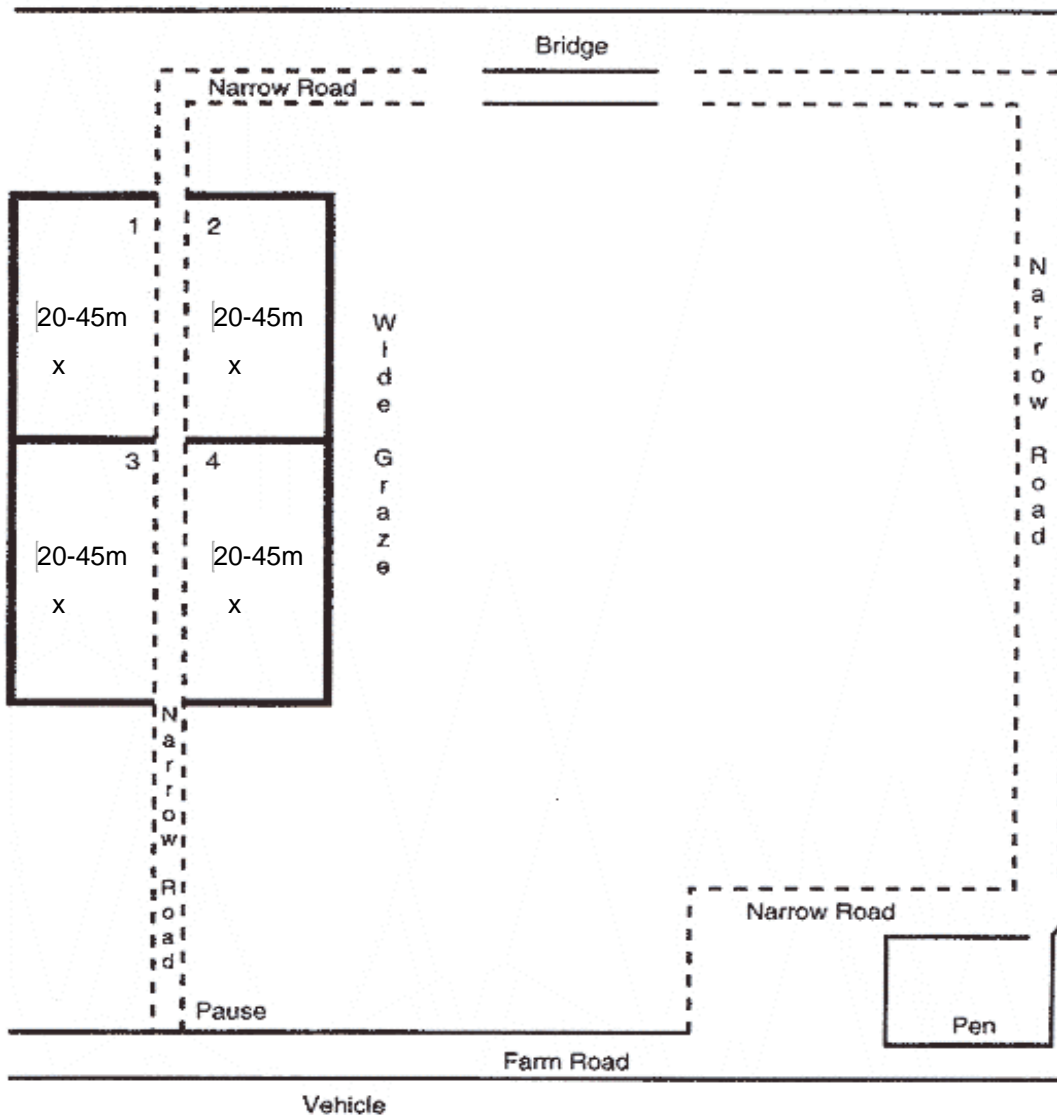 Bridge
Narrow Road
1
2
20-45m
x
20-45m
x
Wide Graze
Narrow Road
3
4
20-45m
x
20-45m
x
Narrow Road
Narrow Road
Pause
Pen
Farm Road
Vehicle